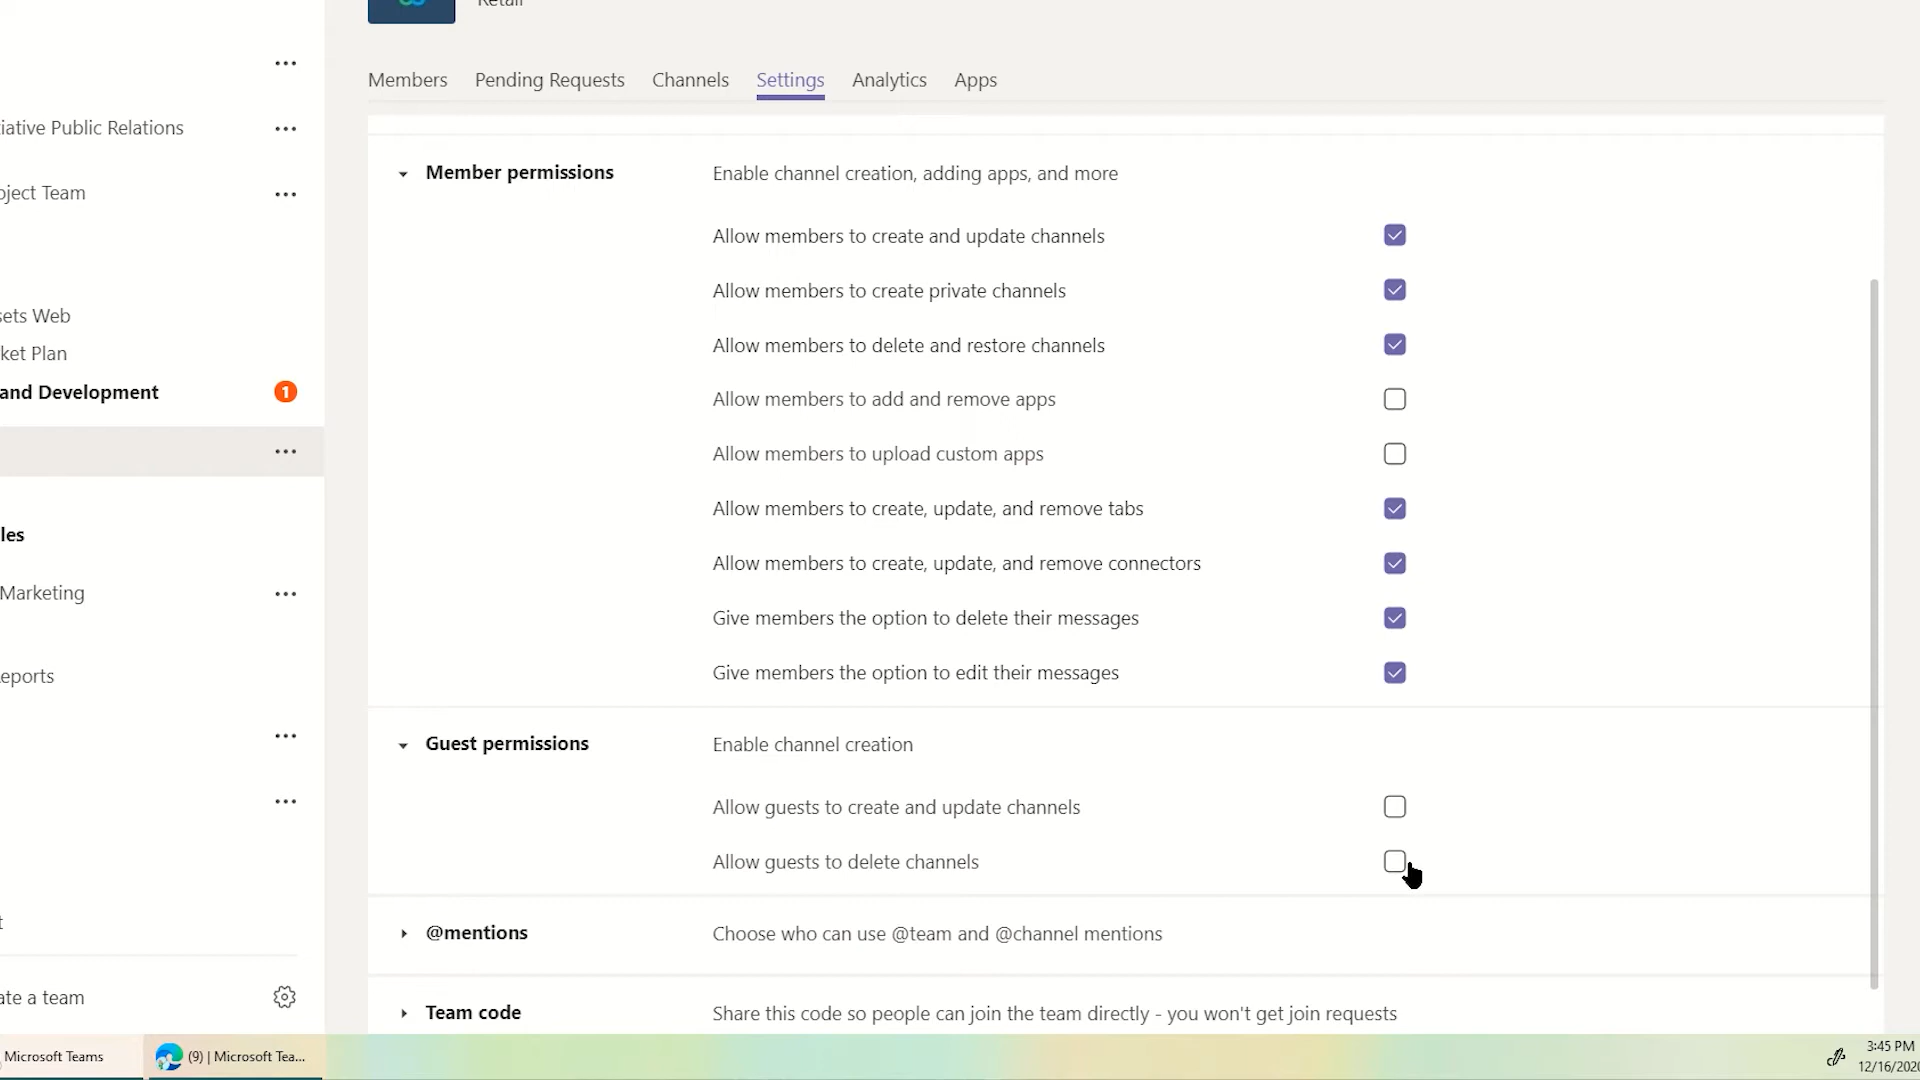 Retail
Members Pending Requests Channels Settings Analytics Apps
iative Public Relations
oject Team
sets Web
ket Plan
and Development 1
les
Marketing
eports
t
ate a team
Member permissions Enable channel creation, adding apps, and more
Allow members to create and update channels
Allow members to create private channels
Allow members to delete and restore channels
Allow members to add and remove apps
Allow members to upload custom apps
Allow members to create, update, and remove tabs
Allow members to create, update, and remove connectors
Give members the option to delete their messages
Give members the option to edit their messages
Guest permissions Enable channel creation
Allow guests to create and update channels
Allow guests to delete channels
@mentions Choose who can use @team and @channel mentions
Team code Share this code so people can join the team directly - you won't get join requests
Microsoft Teams (9) | Microsoft Tea...
3:45 PM
12/16/2020